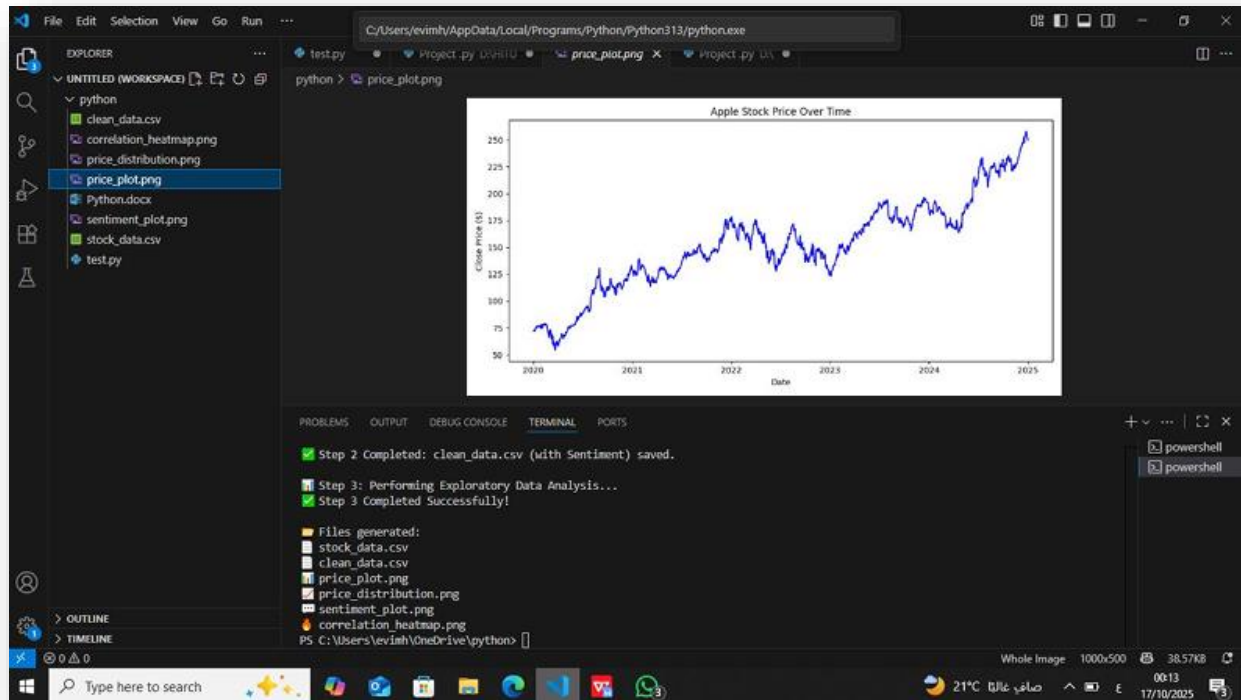 File Edit Selection View Go Run ...
C:/Users/evimh/AppData/Local/Programs/Python/Python313/python.exe
EXPLORER ...
UNTITLED (WORKSPACE)
python
clean_data.csv
correlation_heatmap.png
price_distribution.png
price_plot.png
Python.docx
sentiment_plot.png
stock_data.csv
test.py
OUTLINE
TIMELINE
test.py
Project .py
price_plot.png
Project .py D:\
python > price_plot.png
Apple Stock Price Over Time
Close Price ($)
250
225
200
175
150
125
100
75
50
2020 2021 2022 2023 2024 2025
Date
PROBLEMS OUTPUT DEBUG CONSOLE TERMINAL PORTS
powershell
powershell
✅ Step 2 Completed: clean_data.csv (with Sentiment) saved.
📊 Step 3: Performing Exploratory Data Analysis...
✅ Step 3 Completed Successfully!
📂 Files generated:
📄 stock_data.csv
📄 clean_data.csv
📊 price_plot.png
📈 price_distribution.png
💬 sentiment_plot.png
🔥 correlation_heatmap.png
PS C:\Users\evimh\OneDrive\python>
0 0
Whole Image 1000x500 38.57KB
Type here to search
21°C صافي غالبًا
ع
00:13
17/10/2025